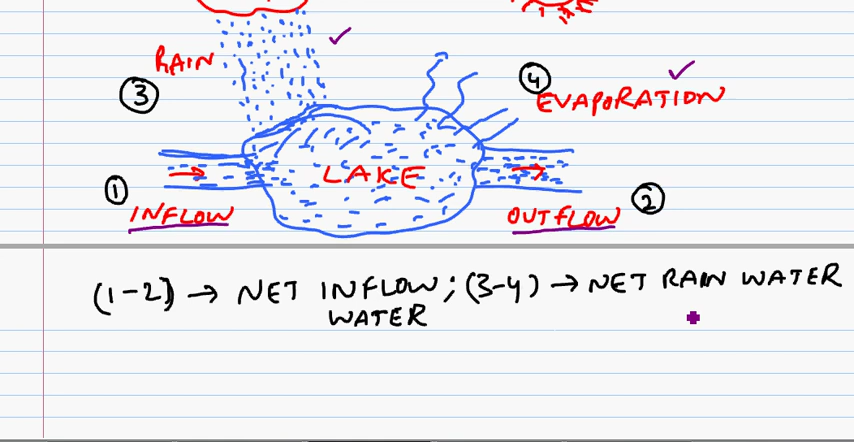 RAIN
3
4
EVAPORATION
LAKE
1
INFLOW
OUTFLOW
2
(1-2) → NET INFLOW ; (3-4) → NET RAIN WATER
WATER